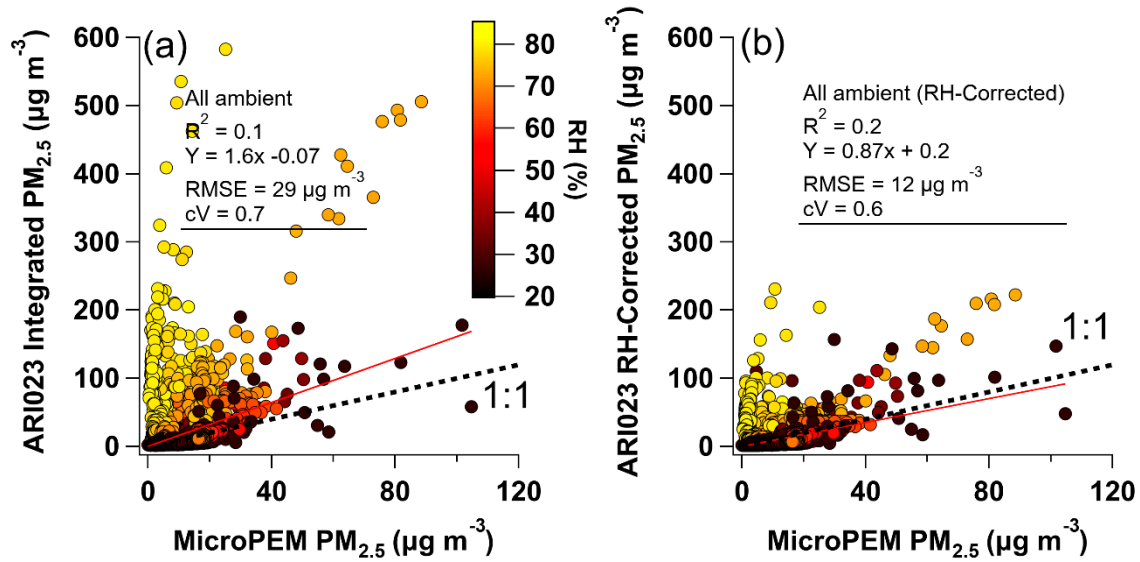 (a)
ARI023 Integrated PM2.5 (µg m-3)
600
500
400
300
200
100
0
All ambient
R2 = 0.1
Y = 1.6x -0.07
RMSE = 29 µg m-3
cV = 0.7
1:1
0
40
80
120
MicroPEM PM2.5 (µg m-3)
80
70
60
50
40
30
20
RH (%)
(b)
ARI023 RH-Corrected PM2.5 (µg m-3)
600
500
400
300
200
100
0
All ambient (RH-Corrected)
R2 = 0.2
Y = 0.87x + 0.2
RMSE = 12 µg m-3
cV = 0.6
1:1
0
40
80
120
MicroPEM PM2.5 (µg m-3)